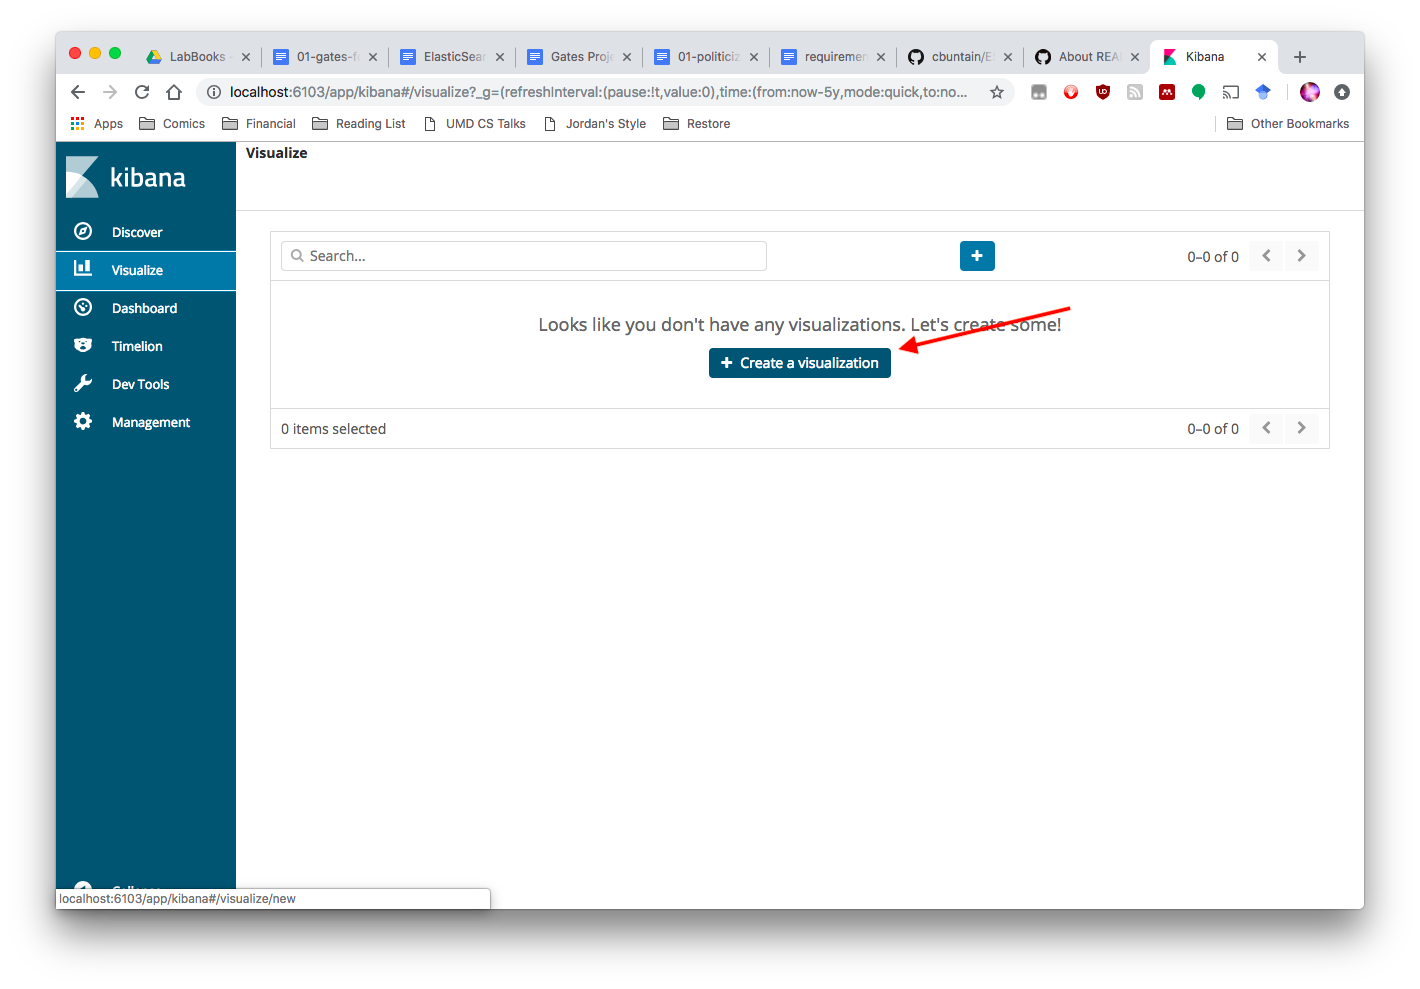 LabBooks
01-gates-fo
ElasticSear
Gates Proje
01-politiciz
requiremen
cbuntain/El
About REA
Kibana
localhost:6103/app/kibana#/visualize?_g=(refreshInterval:(pause:!t,value:0),time:(from:now-5y,mode:quick,to:no...
Apps
Comics
Financial
Reading List
UMD CS Talks
Jordan's Style
Restore
Other Bookmarks
kibana
Discover
Visualize
Dashboard
Timelion
Dev Tools
Management
Visualize
Search...
0–0 of 0
Looks like you don't have any visualizations. Let's create some!
Create a visualization
0 items selected
0–0 of 0
localhost:6103/app/kibana#/visualize/new